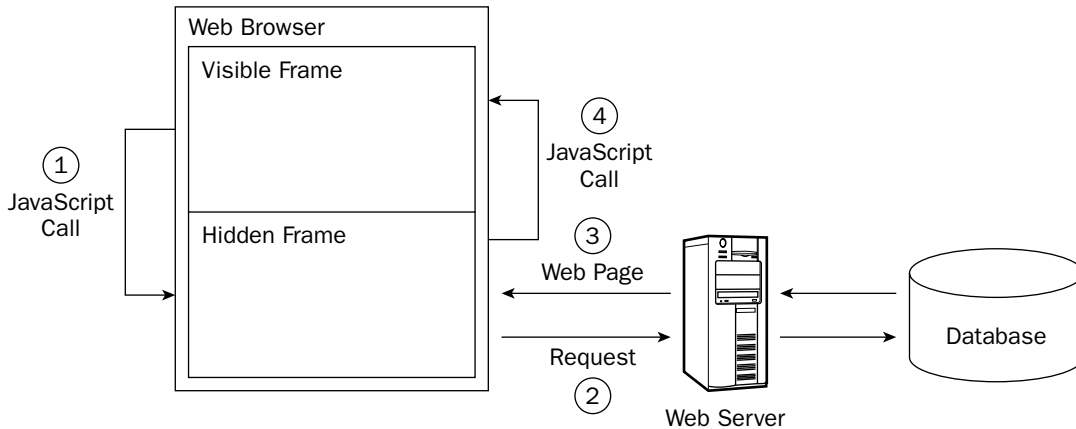 Web Browser
Visible Frame
1
JavaScript
Call
4
JavaScript
Call
Hidden Frame
3
Web Page
Request
2
Web Server
Database